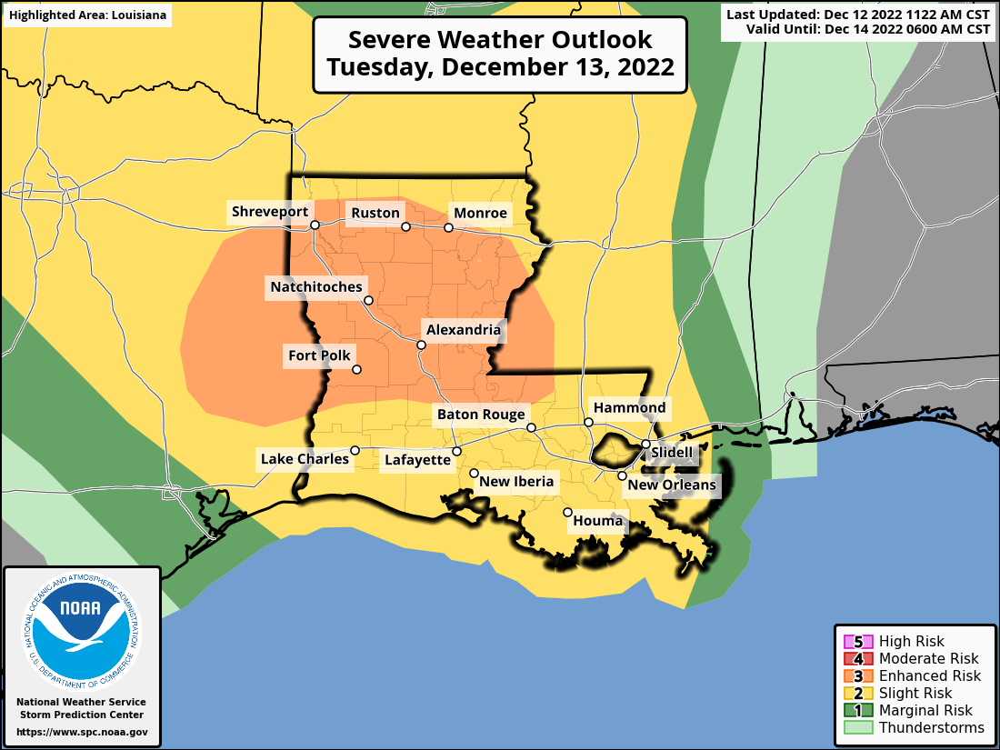 Highlighted Area: Louisiana
Severe Weather Outlook
Tuesday, December 13, 2022
Last Updated: Dec 12 2022 1122 AM CST
Valid Until: Dec 14 2022 0600 AM CST
Shreveport
Ruston
Monroe
Natchitoches
Alexandria
Fort Polk
Hammond
Baton Rouge
Lake Charles
Lafayette
Slidell
New Iberia
New Orleans
Houma
NATIONAL OCEANIC AND ATMOSPHERIC ADMINISTRATION
NOAA
U.S. DEPARTMENT OF COMMERCE
National Weather Service
Storm Prediction Center
https://www.spc.noaa.gov
5 High Risk
4 Moderate Risk
3 Enhanced Risk
2 Slight Risk
1 Marginal Risk
Thunderstorms